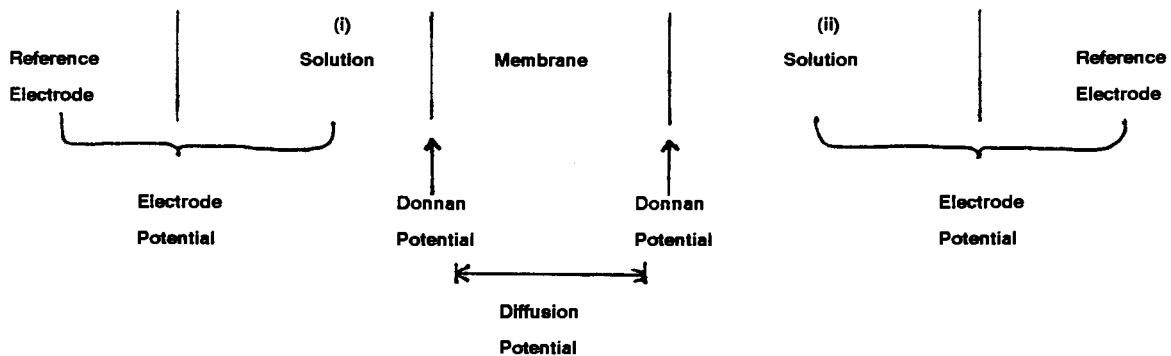 (i)
(ii)
Reference
Electrode
Solution
Membrane
Solution
Reference
Electrode
Electrode
Potential
Donnan
Potential
Donnan
Potential
Electrode
Potential
Diffusion
Potential